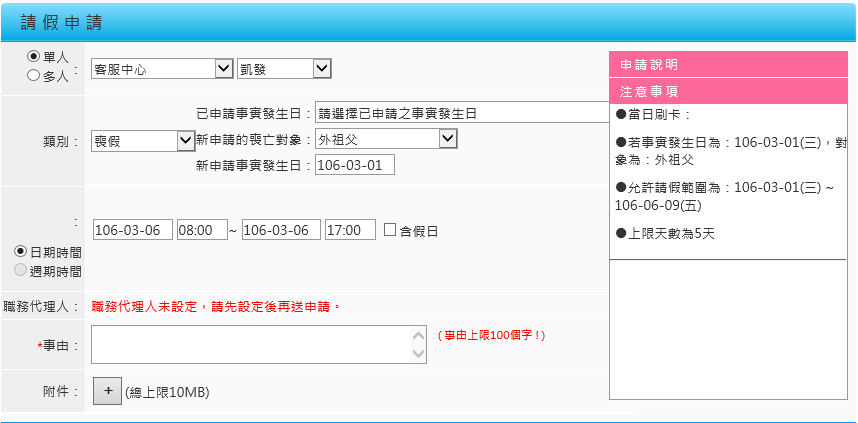 請假申請
單人
多人
：
客服中心
凱發
類別：
喪假
已申請事實發生日：
請選擇已申請之事實發生日
新申請的喪亡對象：
外祖父
新申請事實發生日：
106-03-01
：
日期時間
週期時間
106-03-06 08:00 ~ 106-03-06 17:00 含假日
職務代理人：
職務代理人未設定，請先設定後再送申請。
*事由：
(事由上限100個字!)
附件：
+ (總上限10MB)
申請說明
注意事項
●當日刷卡：
●若事實發生日為：106-03-01(三)，對
象為：外祖父
●允許請假範圍為：106-03-01(三) ~
106-06-09(五)
●上限天數為5天